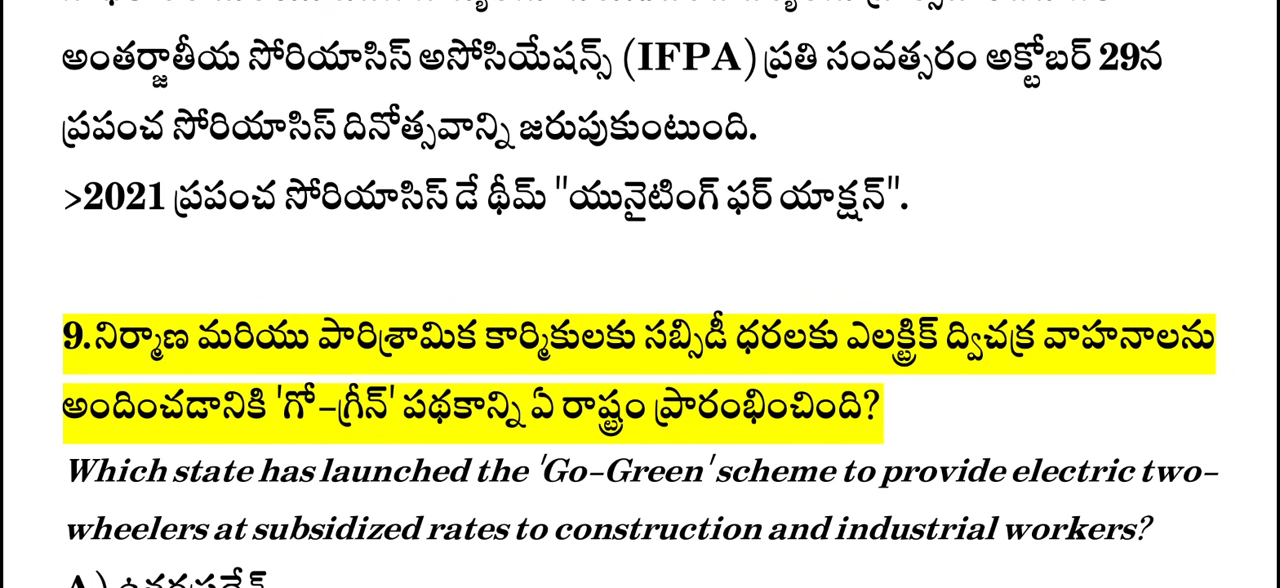 అంతర్జాతీయ సోరియాసిస్ అసోసియేషన్స్ (IFPA) ప్రతి సంవత్సరం అక్టోబర్ 29న
ప్రపంచ సోరియాసిస్ దినోత్సవాన్ని జరుపుకుంటుంది.
>2021 ప్రపంచ సోరియాసిస్ డే థీమ్ "యునైటింగ్ ఫర్ యాక్షన్".
9.నిర్మాణ మరియు పారిశ్రామిక కార్మికులకు సబ్సిడీ ధరలకు ఎలక్ట్రిక్ ద్విచక్ర వాహనాలను
అందించడానికి 'గో-గ్రీన్' పథకాన్ని ఏ రాష్ట్రం ప్రారంభించింది?
Which state has launched the 'Go-Green' scheme to provide electric two-
wheelers at subsidized rates to construction and industrial workers?
A)